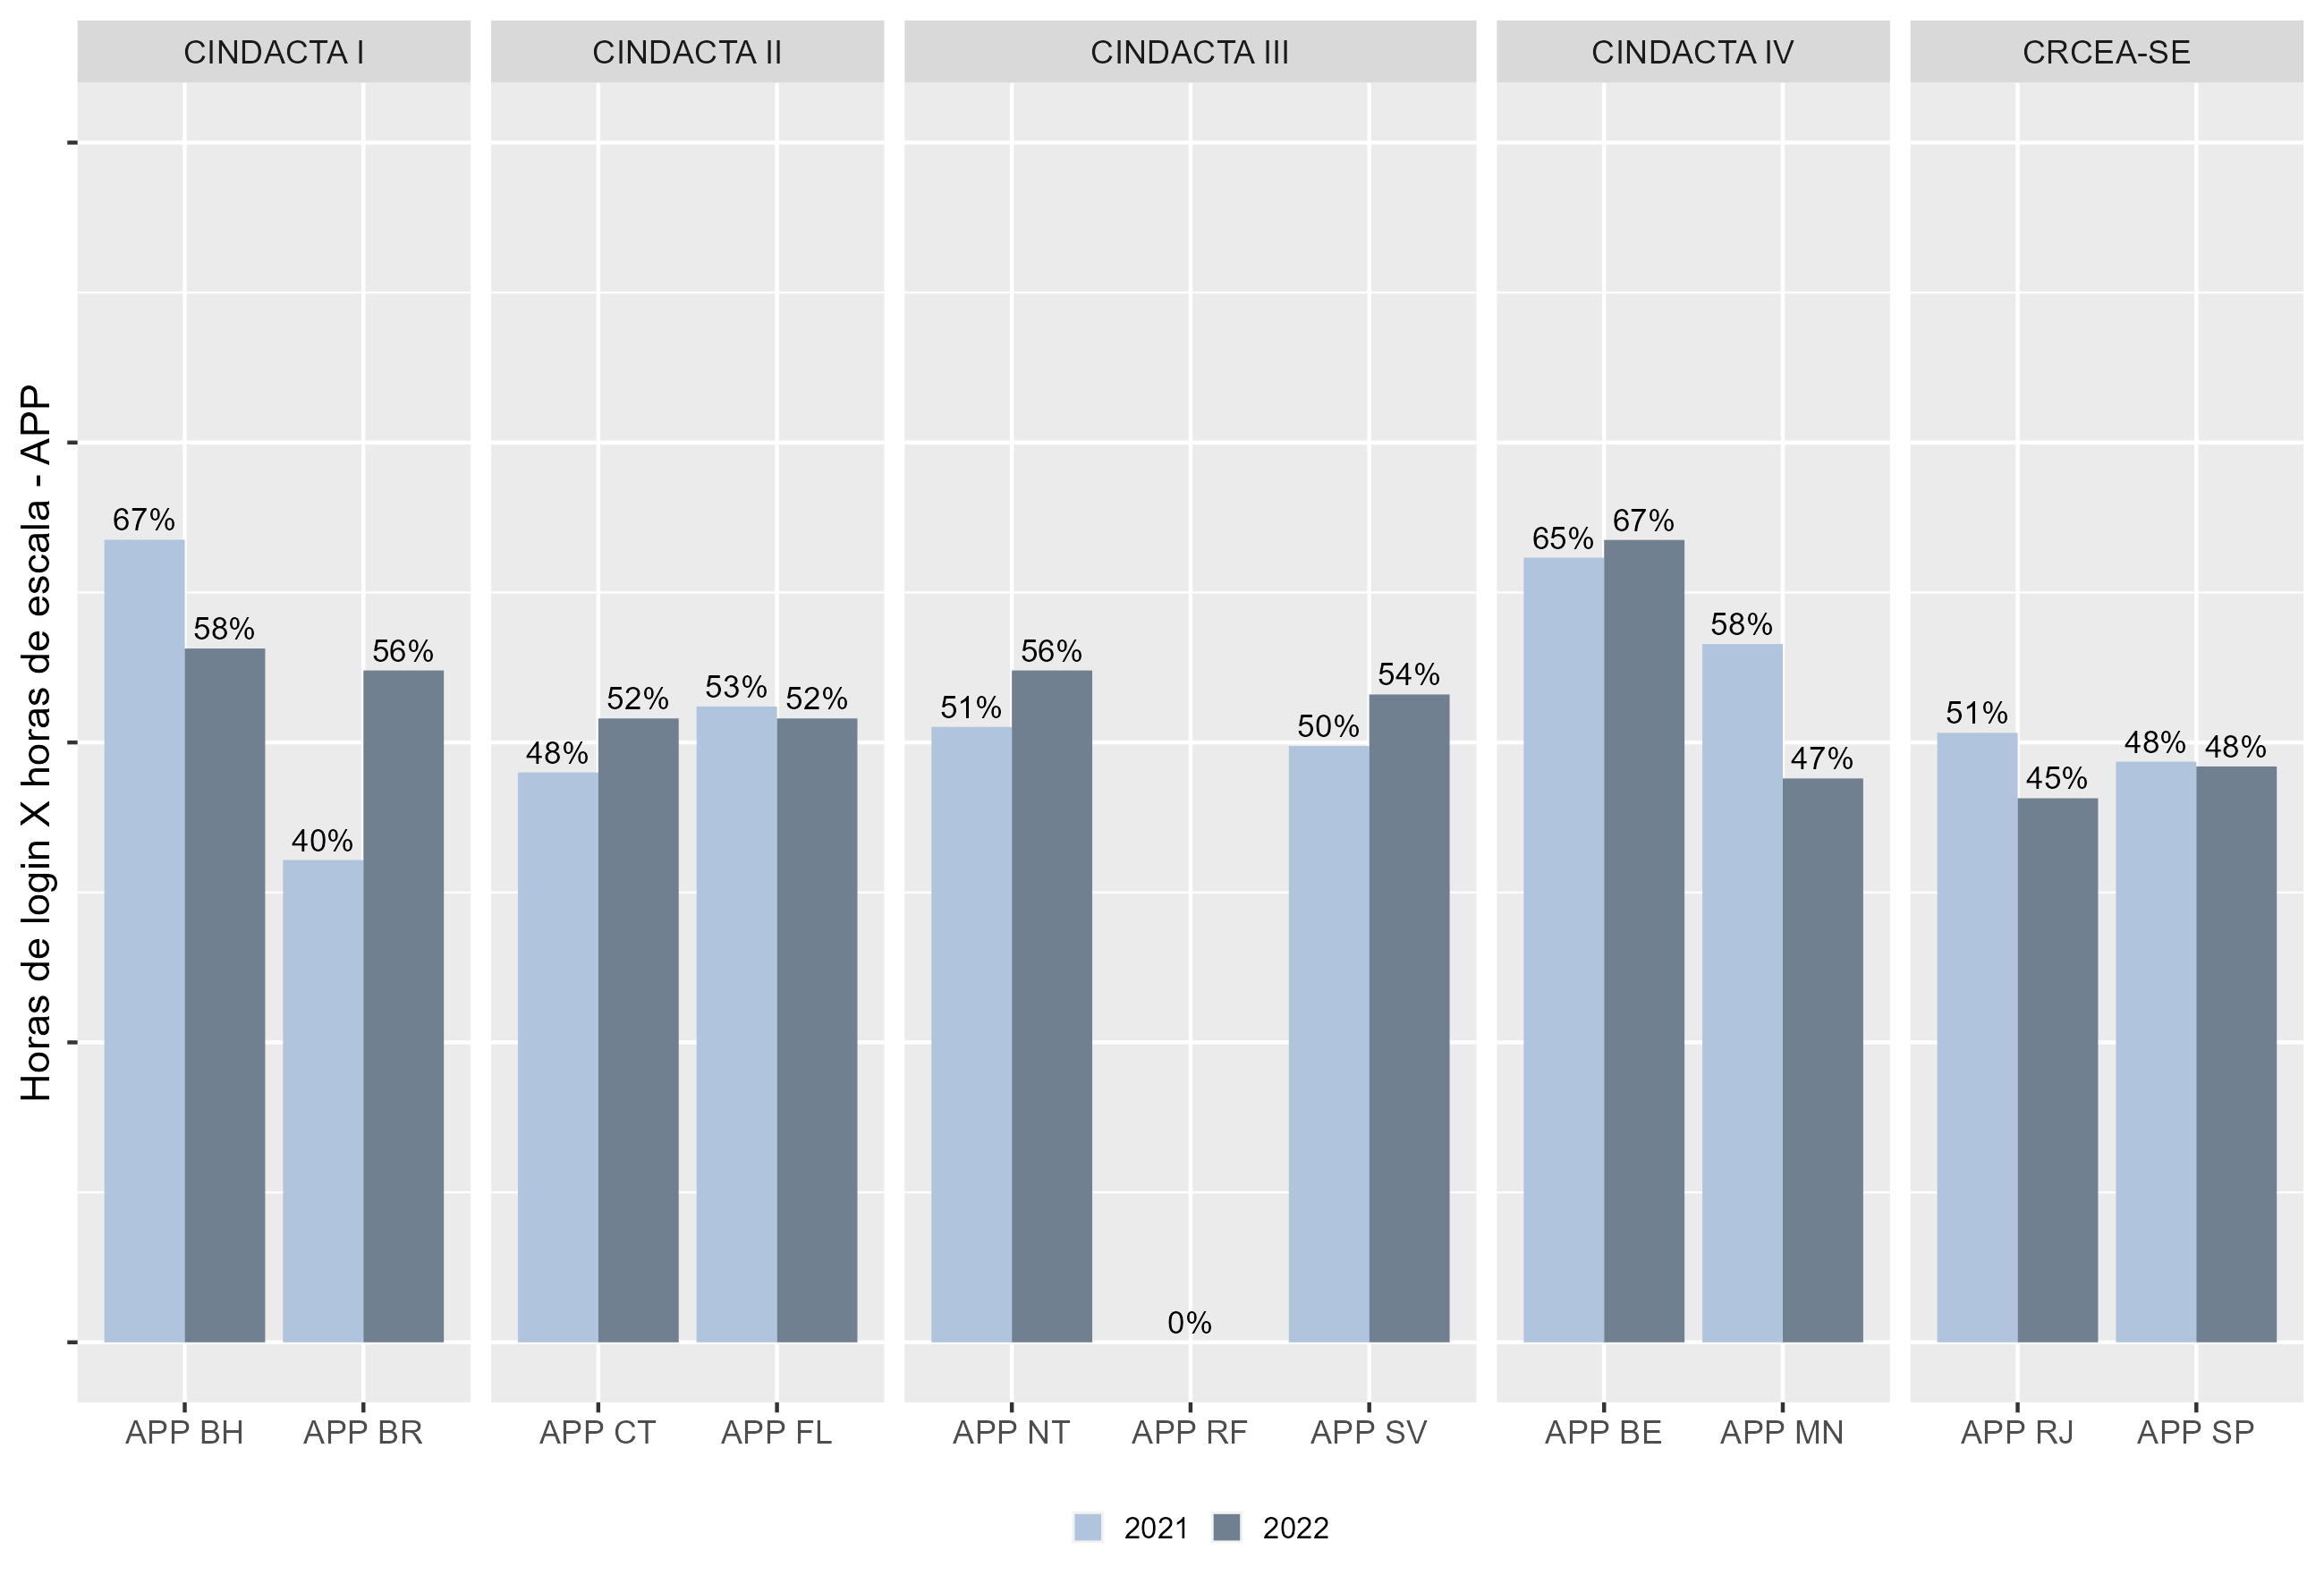 CINDACTA I
CINDACTA II
CINDACTA III
CINDACTA IV
CRCEA-SE
Horas de login X horas de escala - APP
67%
58%
40%
56%
48%
52%
53%
52%
51%
56%
0%
50%
54%
65%
67%
58%
47%
51%
45%
48%
48%
APP BH
APP BR
APP CT
APP FL
APP NT
APP RF
APP SV
APP BE
APP MN
APP RJ
APP SP
2021
2022